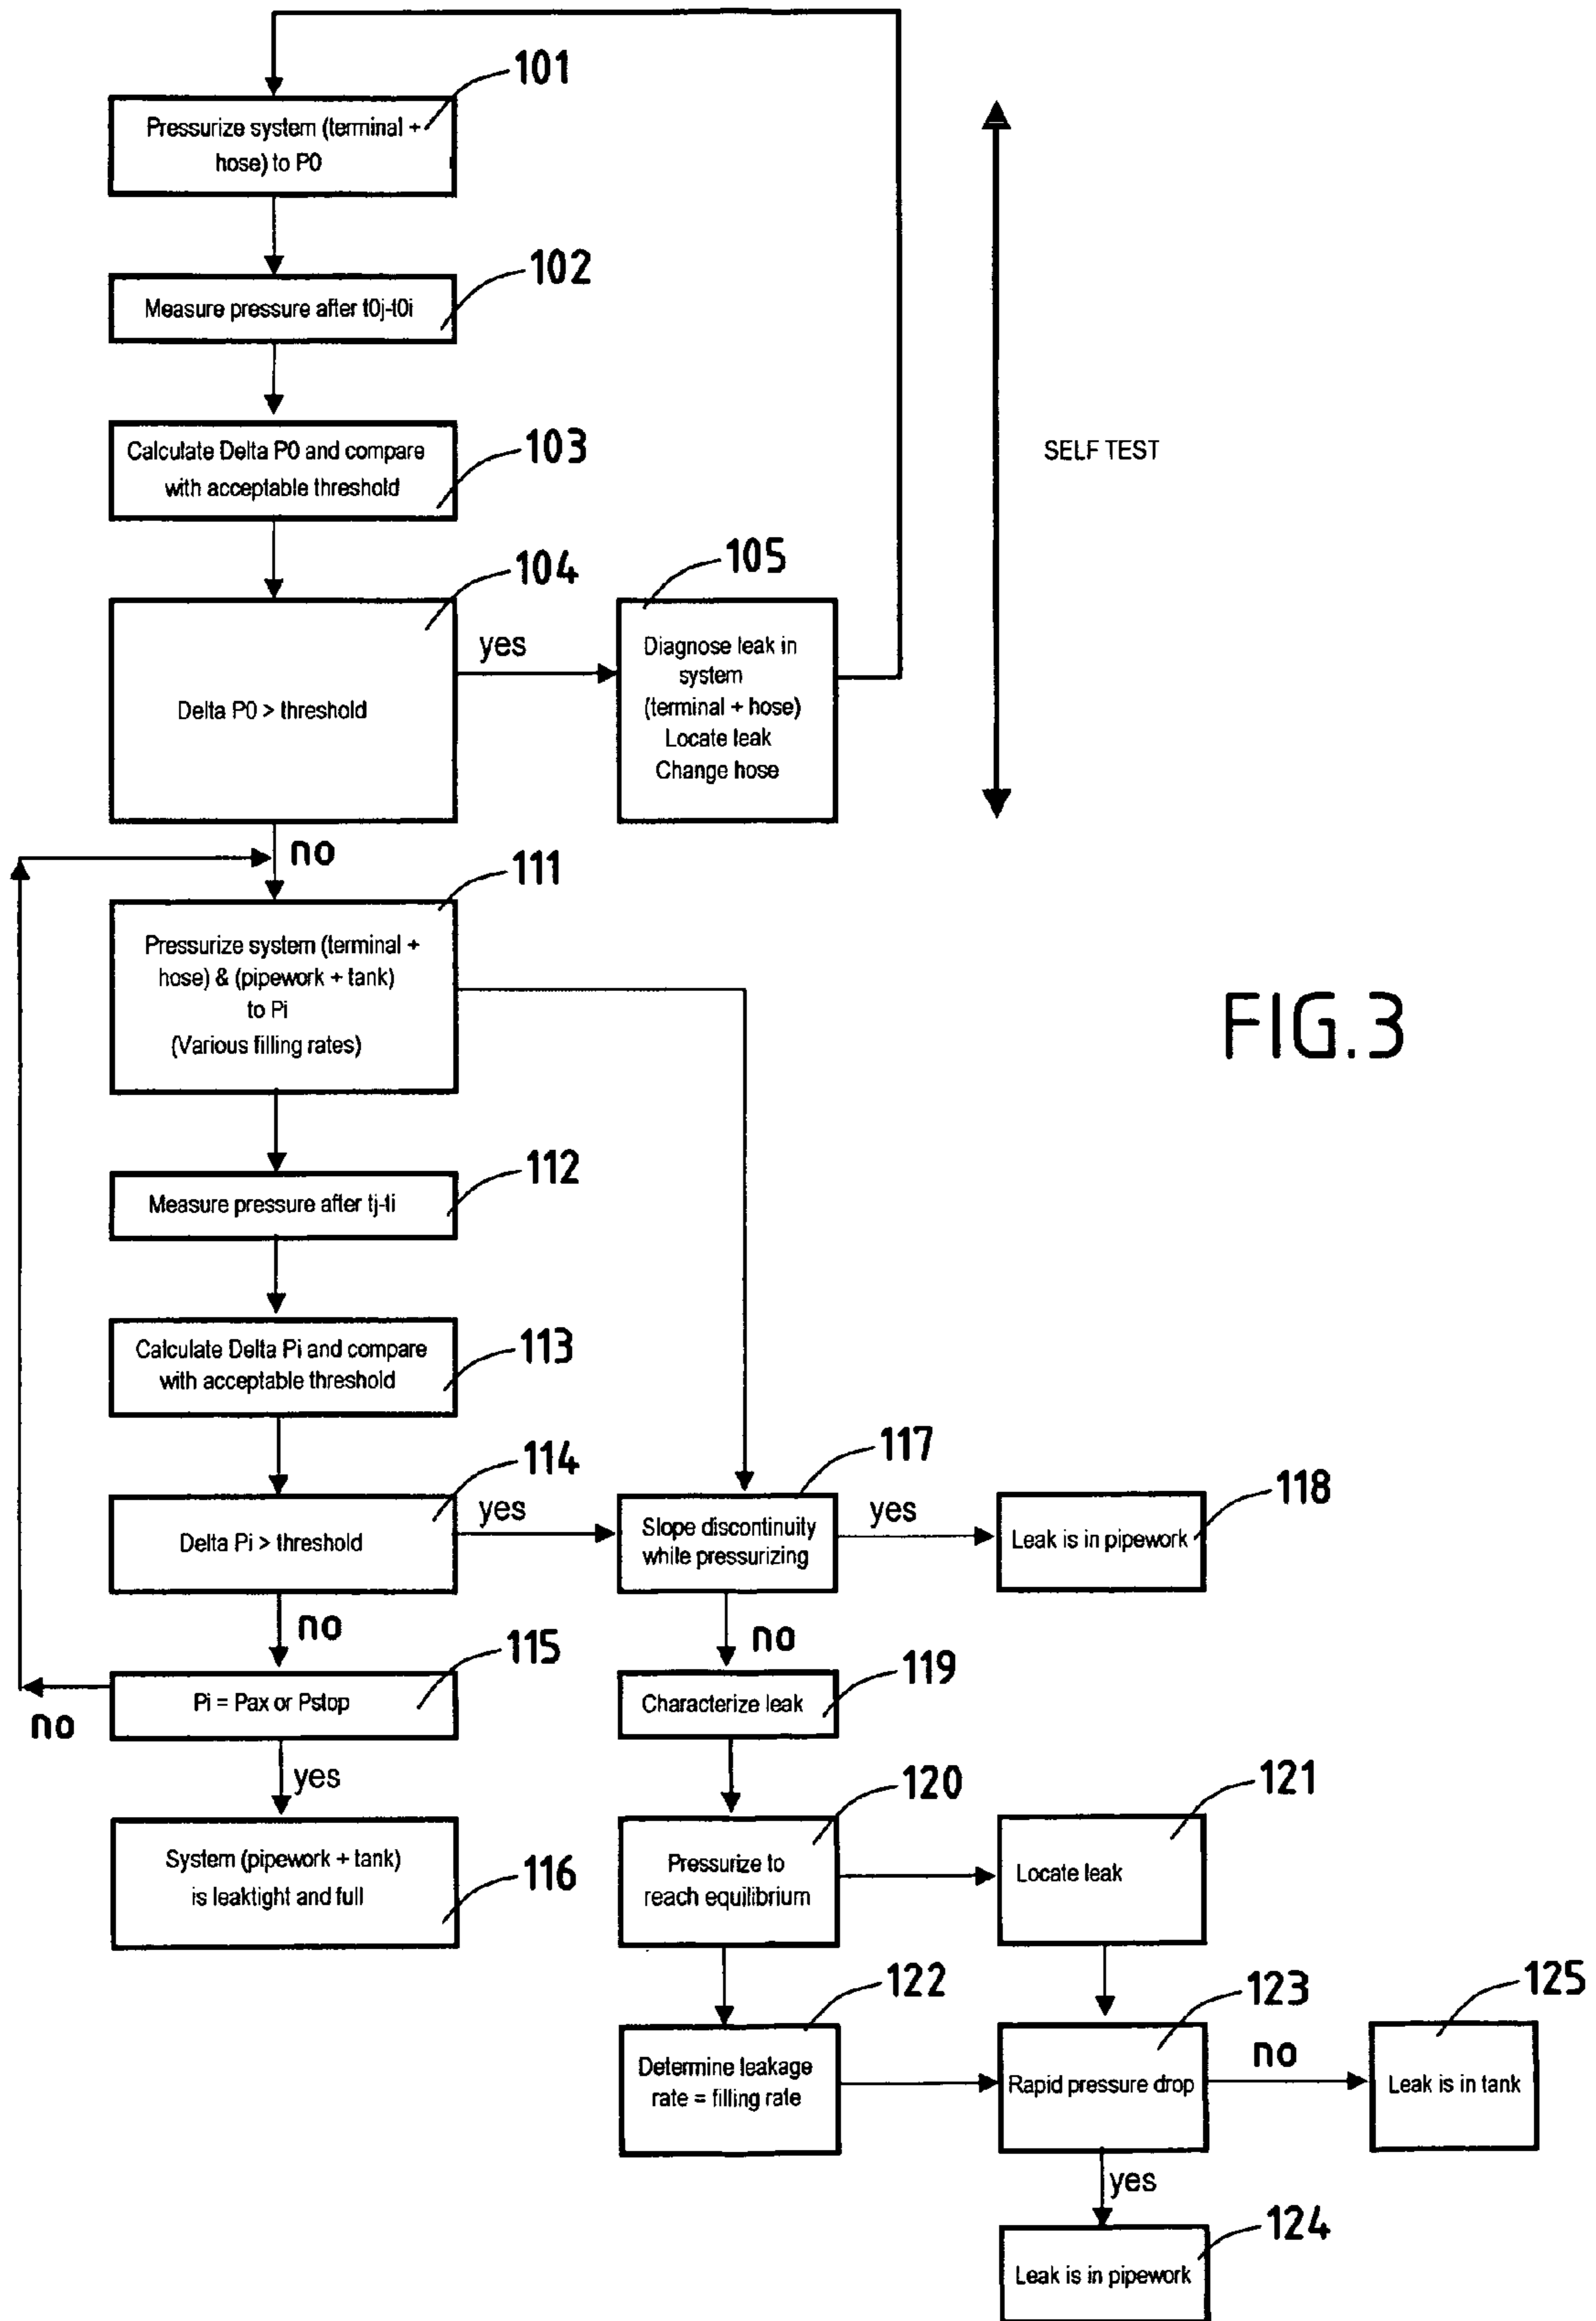 101
Pressurize system (terminal +
hose) to P0
102
Measure pressure after t0j-t0i
103
Calculate Delta P0 and compare
with acceptable threshold
SELF TEST
104
105
yes
Delta P0 > threshold
Diagnose leak in
system
(terminal + hose)
Locate leak
Change hose
no
111
Pressurize system (terminal +
hose) & (pipework + tank)
to Pi
(Various filling rates)
FIG.3
112
Measure pressure after tj-ti
113
Calculate Delta Pi and compare
with acceptable threshold
114
Delta Pi > threshold
yes
117
Slope discontinuity
while pressurizing
yes
118
Leak is in pipework
no
no
115
Pi = Pax or Pstop
no
119
Characterize leak
yes
116
System (pipework + tank)
is leaktight and full
120
Pressurize to
reach equilibrium
121
Locate leak
122
Determine leakage
rate = filling rate
123
Rapid pressure drop
no
125
Leak is in tank
yes
124
Leak is in pipework